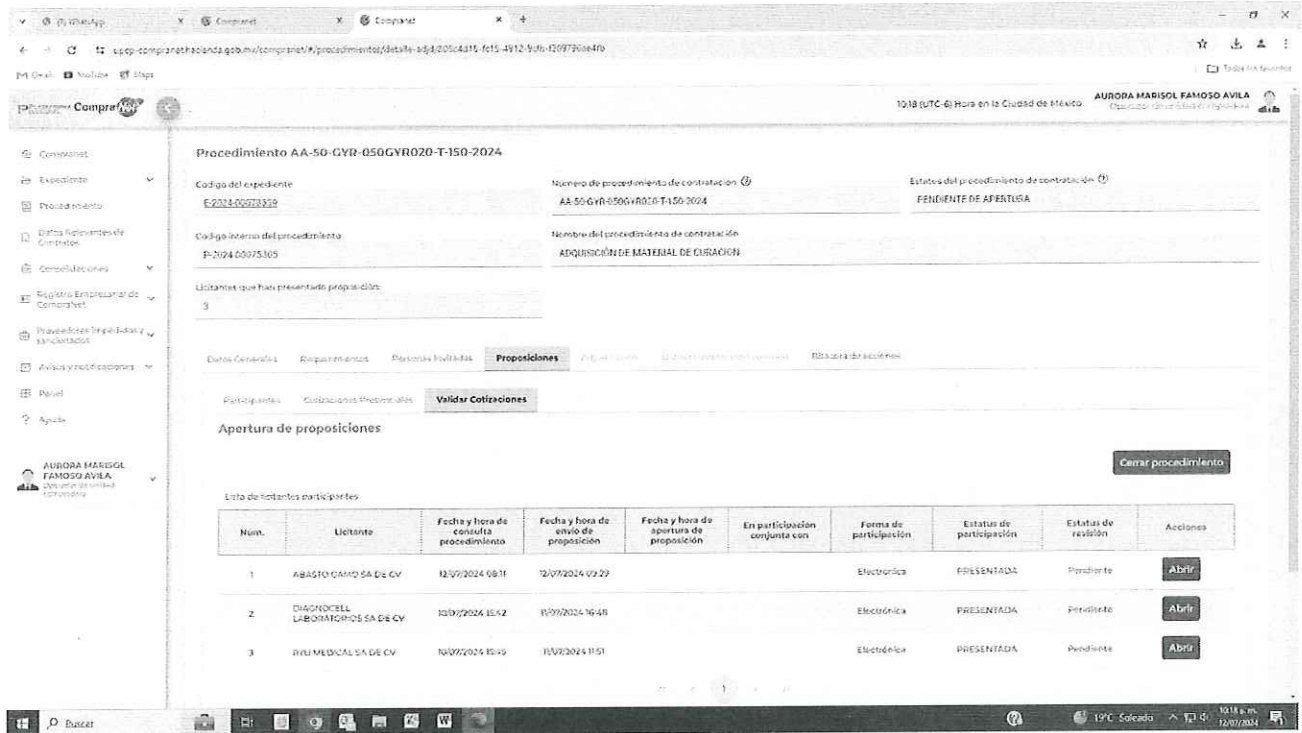 WhatsApp
Compranet
Compranet
upcp-compranet.hacienda.gob.mx/compranet/#/procedimientos/
Gmail YouTube Maps
Todos los favoritos
CompraNet
10:18 (UTC-6) Hora en la Ciudad de México
AURORA MARISOL FAMOSO AVILA
Operador de unidad compradora
Compranet
Expediente
Procedimiento
Datos Relevantes de
Contratos
Consolidaciones
Registro Empresarial de
CompraNet
Proveedores Impedidos y
sancionados
Avisos y notificaciones
Panel
Ayuda
AURORA MARISOL
FAMOSO AVILA
Operador de unidad
compradora
Procedimiento AA-50-GYR-050GYR020-T-150-2024
Código del expediente
Número de procedimiento de contratación
Estatus del procedimiento de contratación
AA-50-GYR-050GYR020-T-150-2024
PENDIENTE DE APERTURA
Código interno del procedimiento
Nombre del procedimiento de contratación
P-2024-00075305
ADQUISICIÓN DE MATERIAL DE CURACION
Licitantes que han presentado proposición:
3
Datos Generales Requerimientos Personas Invitadas Proposiciones Bitácora de acciones
Participantes Cotizaciones Presenciales Validar Cotizaciones
Apertura de proposiciones
Cerrar procedimiento
Lista de licitantes participantes
Num. Licitante Fecha y hora de consulta procedimiento Fecha y hora de envío de proposición Fecha y hora de apertura de proposición En participación conjunta con Forma de participación Estatus de participación Estatus de revisión Acciones
1 ABASTO CAMO SA DE CV 12/07/2024 08:11 12/07/2024 09:29 Electrónica PRESENTADA Pendiente Abrir
2 DIAGNOCELL LABORATORIOS SA DE CV 10/07/2024 15:42 11/07/2024 16:48 Electrónica PRESENTADA Pendiente Abrir
3 RYU MEDICAL SA DE CV 10/07/2024 11/07/2024 11:51 Electrónica PRESENTADA Pendiente Abrir
1
Buscar
19°C Soleado
10:18 a. m.
12/07/2024